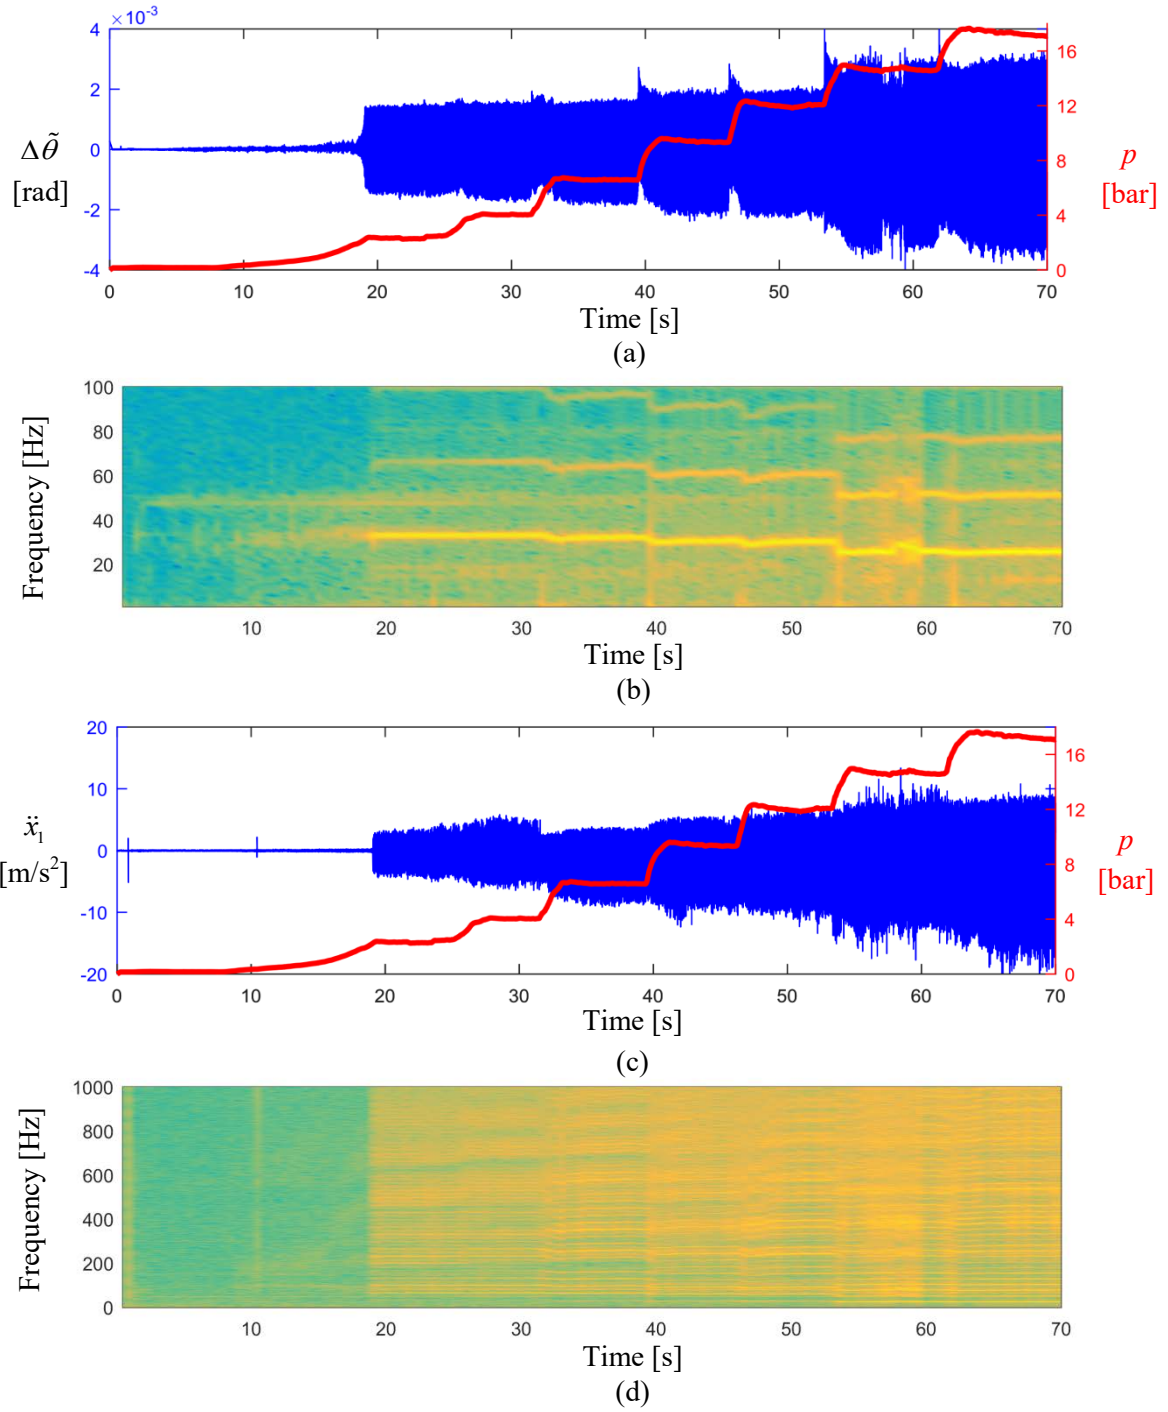 ×10⁻³
4
2
0
-2
-4
Δθ̃
[rad]
16
12
8
4
0
p
[bar]
0 10 20 30 40 50 60 70
Time [s]
(a)
100
80
60
40
20
Frequency [Hz]
10 20 30 40 50 60 70
Time [s]
(b)
20
10
0
-10
-20
ẍ₁
[m/s²]
16
12
8
4
0
p
[bar]
0 10 20 30 40 50 60 70
Time [s]
(c)
1000
800
600
400
200
0
Frequency [Hz]
10 20 30 40 50 60 70
Time [s]
(d)